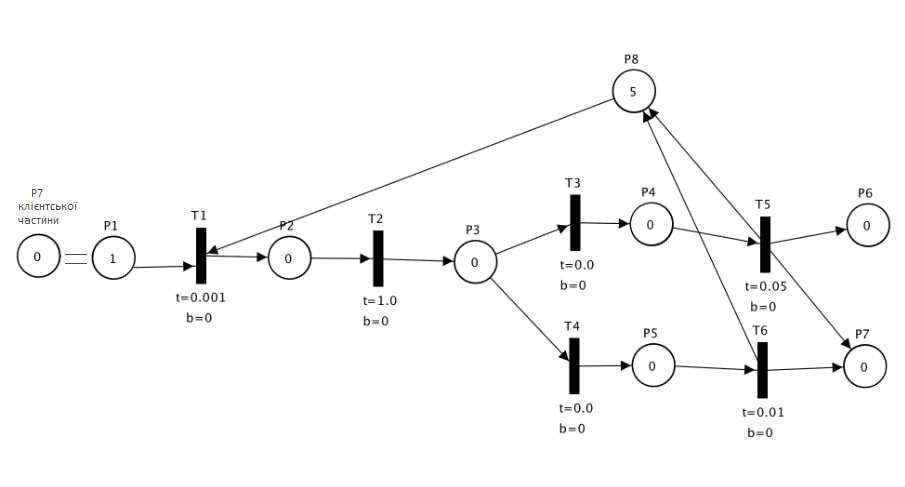 P8
5
P7
клієнтської
частини
0
P1
1
T1
t=0.001
b=0
P2
0
T2
t=1.0
b=0
P3
0
T3
t=0.0
b=0
P4
0
T4
t=0.0
b=0
P5
0
T5
t=0.05
b=0
P6
0
T6
t=0.01
b=0
P7
0